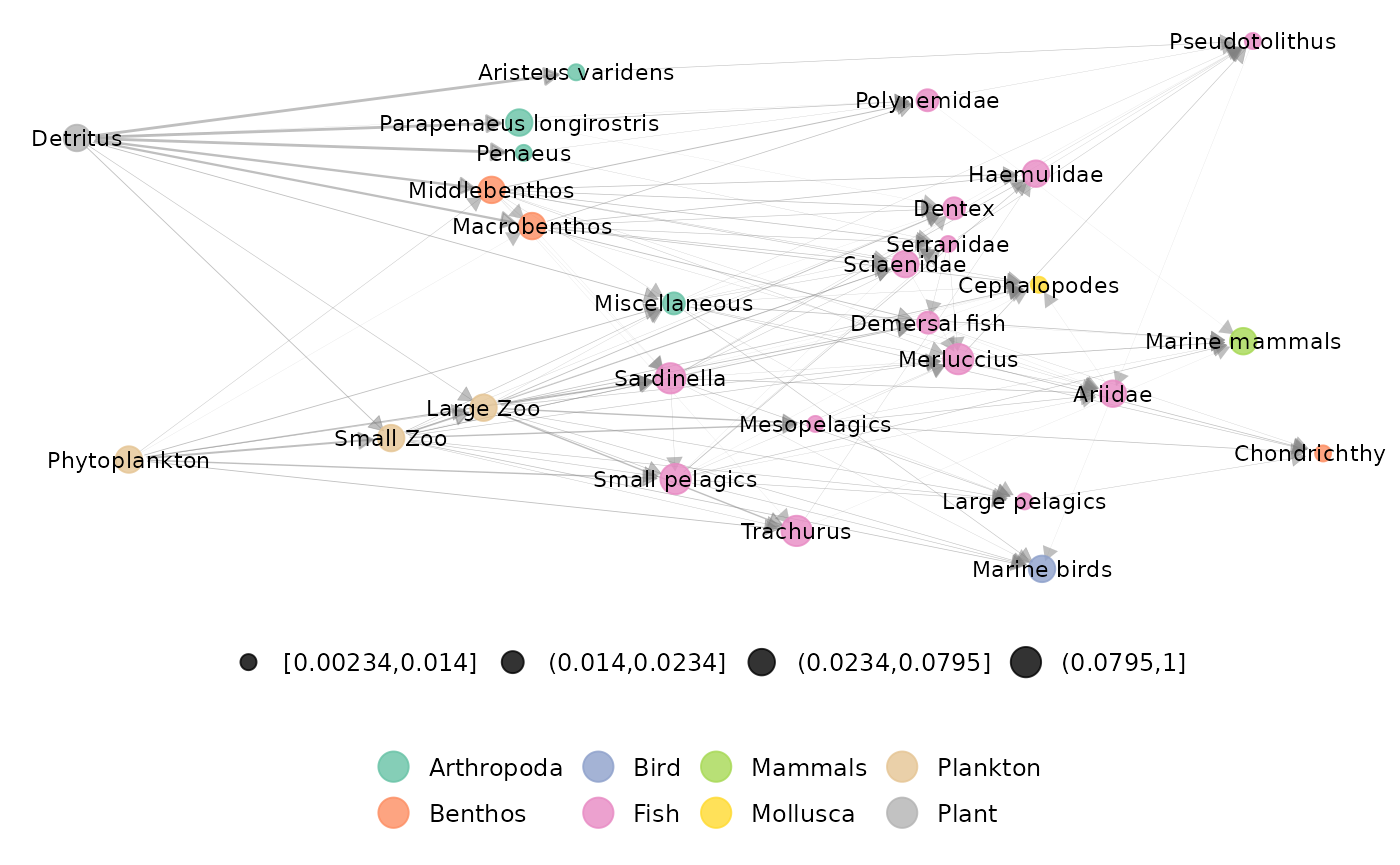 Pseudotolithus
Aristeus varidens
Polynemidae
Parapenaeus longirostris
Detritus
Penaeus
Haemulidae
Middlebenthos
Dentex
Macrobenthos
Serranidae
Sciaenidae
Cephalopodes
Miscellaneous
Demersal fish
Marine mammals
Merluccius
Sardinella
Ariidae
Large Zoo
Mesopelagics
Small Zoo
Chondrichthy
Phytoplankton
Small pelagics
Large pelagics
Trachurus
Marine birds
[0.00234,0.014] (0.014,0.0234] (0.0234,0.0795] (0.0795,1]
Arthropoda Bird Mammals Plankton
Benthos Fish Mollusca Plant